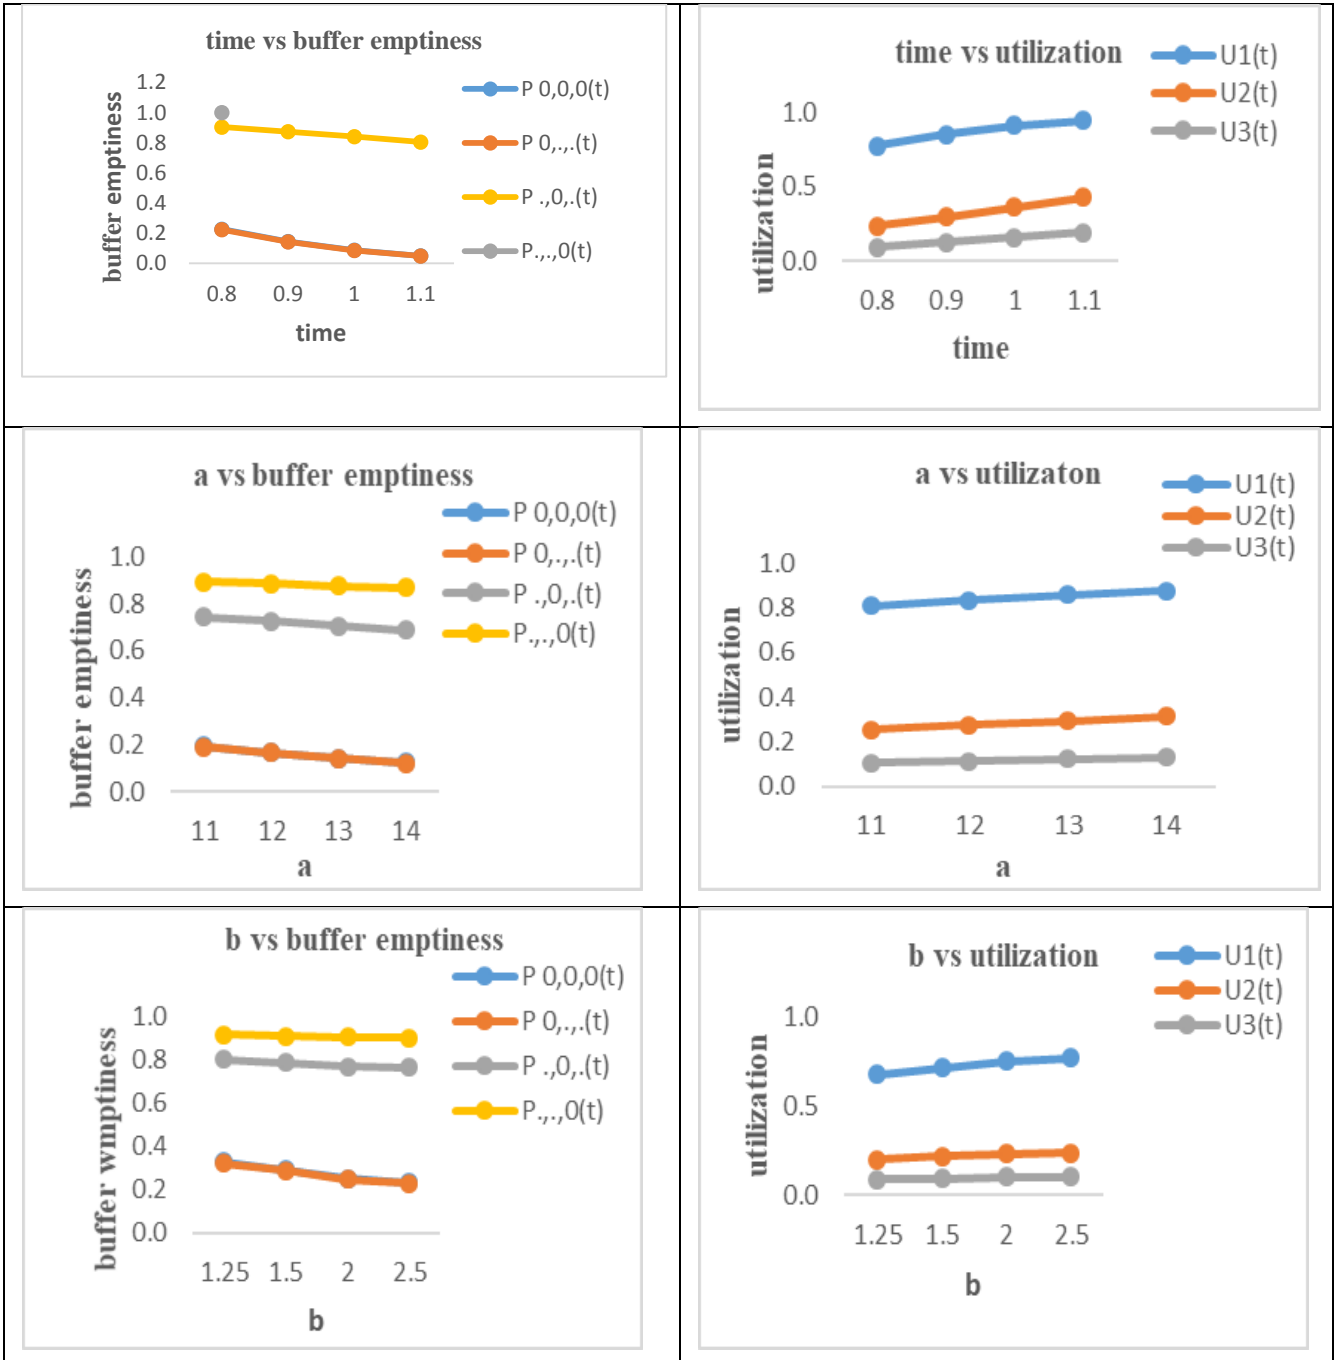 time vs buffer emptiness
buffer emptiness
1.2
1.0
0.8
0.6
0.4
0.2
0.0
0.8 0.9 1 1.1
time
P 0,0,0(t)
P 0,.,.(t)
P .,0,.(t)
P.,.,0(t)
time vs utilization
utilization
1.0
0.5
0.0
0.8 0.9 1 1.1
time
U1(t)
U2(t)
U3(t)
a vs buffer emptiness
buffer emptiness
1.0
0.8
0.6
0.4
0.2
0.0
11 12 13 14
a
P 0,0,0(t)
P 0,.,.(t)
P .,0,.(t)
P.,.,0(t)
a vs utilizaton
utilization
1.0
0.8
0.6
0.4
0.2
0.0
11 12 13 14
a
U1(t)
U2(t)
U3(t)
b vs buffer emptiness
buffer wmptiness
1.0
0.8
0.6
0.4
0.2
0.0
1.25 1.5 2 2.5
b
P 0,0,0(t)
P 0,.,.(t)
P .,0,.(t)
P.,.,0(t)
b vs utilization
utilization
1.0
0.5
0.0
1.25 1.5 2 2.5
b
U1(t)
U2(t)
U3(t)